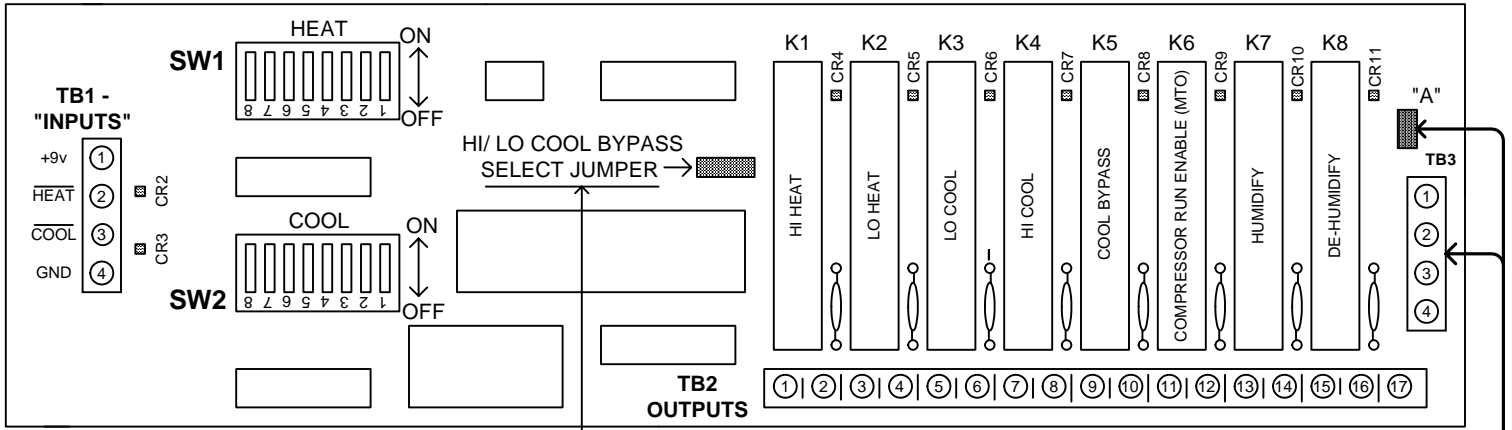 HEAT
SW1
ON
OFF
8 7 6 5 4 3 2 1
TB1 -
"INPUTS"
+9v 1
HEAT 2
COOL 3
GND 4
CR2
CR3
COOL
SW2
ON
OFF
8 7 6 5 4 3 2 1
HI/ LO COOL BYPASS
SELECT JUMPER
K1 K2 K3 K4 K5 K6 K7 K8
CR4 CR5 CR6 CR7 CR8 CR9 CR10 CR11
HI HEAT
LO HEAT
LO COOL
HI COOL
COOL BYPASS
COMPRESSOR RUN ENABLE (MTO)
HUMIDIFY
DE-HUMIDIFY
"A"
TB3
1
2
3
4
TB2
OUTPUTS
1 2 3 4 5 6 7 8 9 10 11 12 13 14 15 16 17